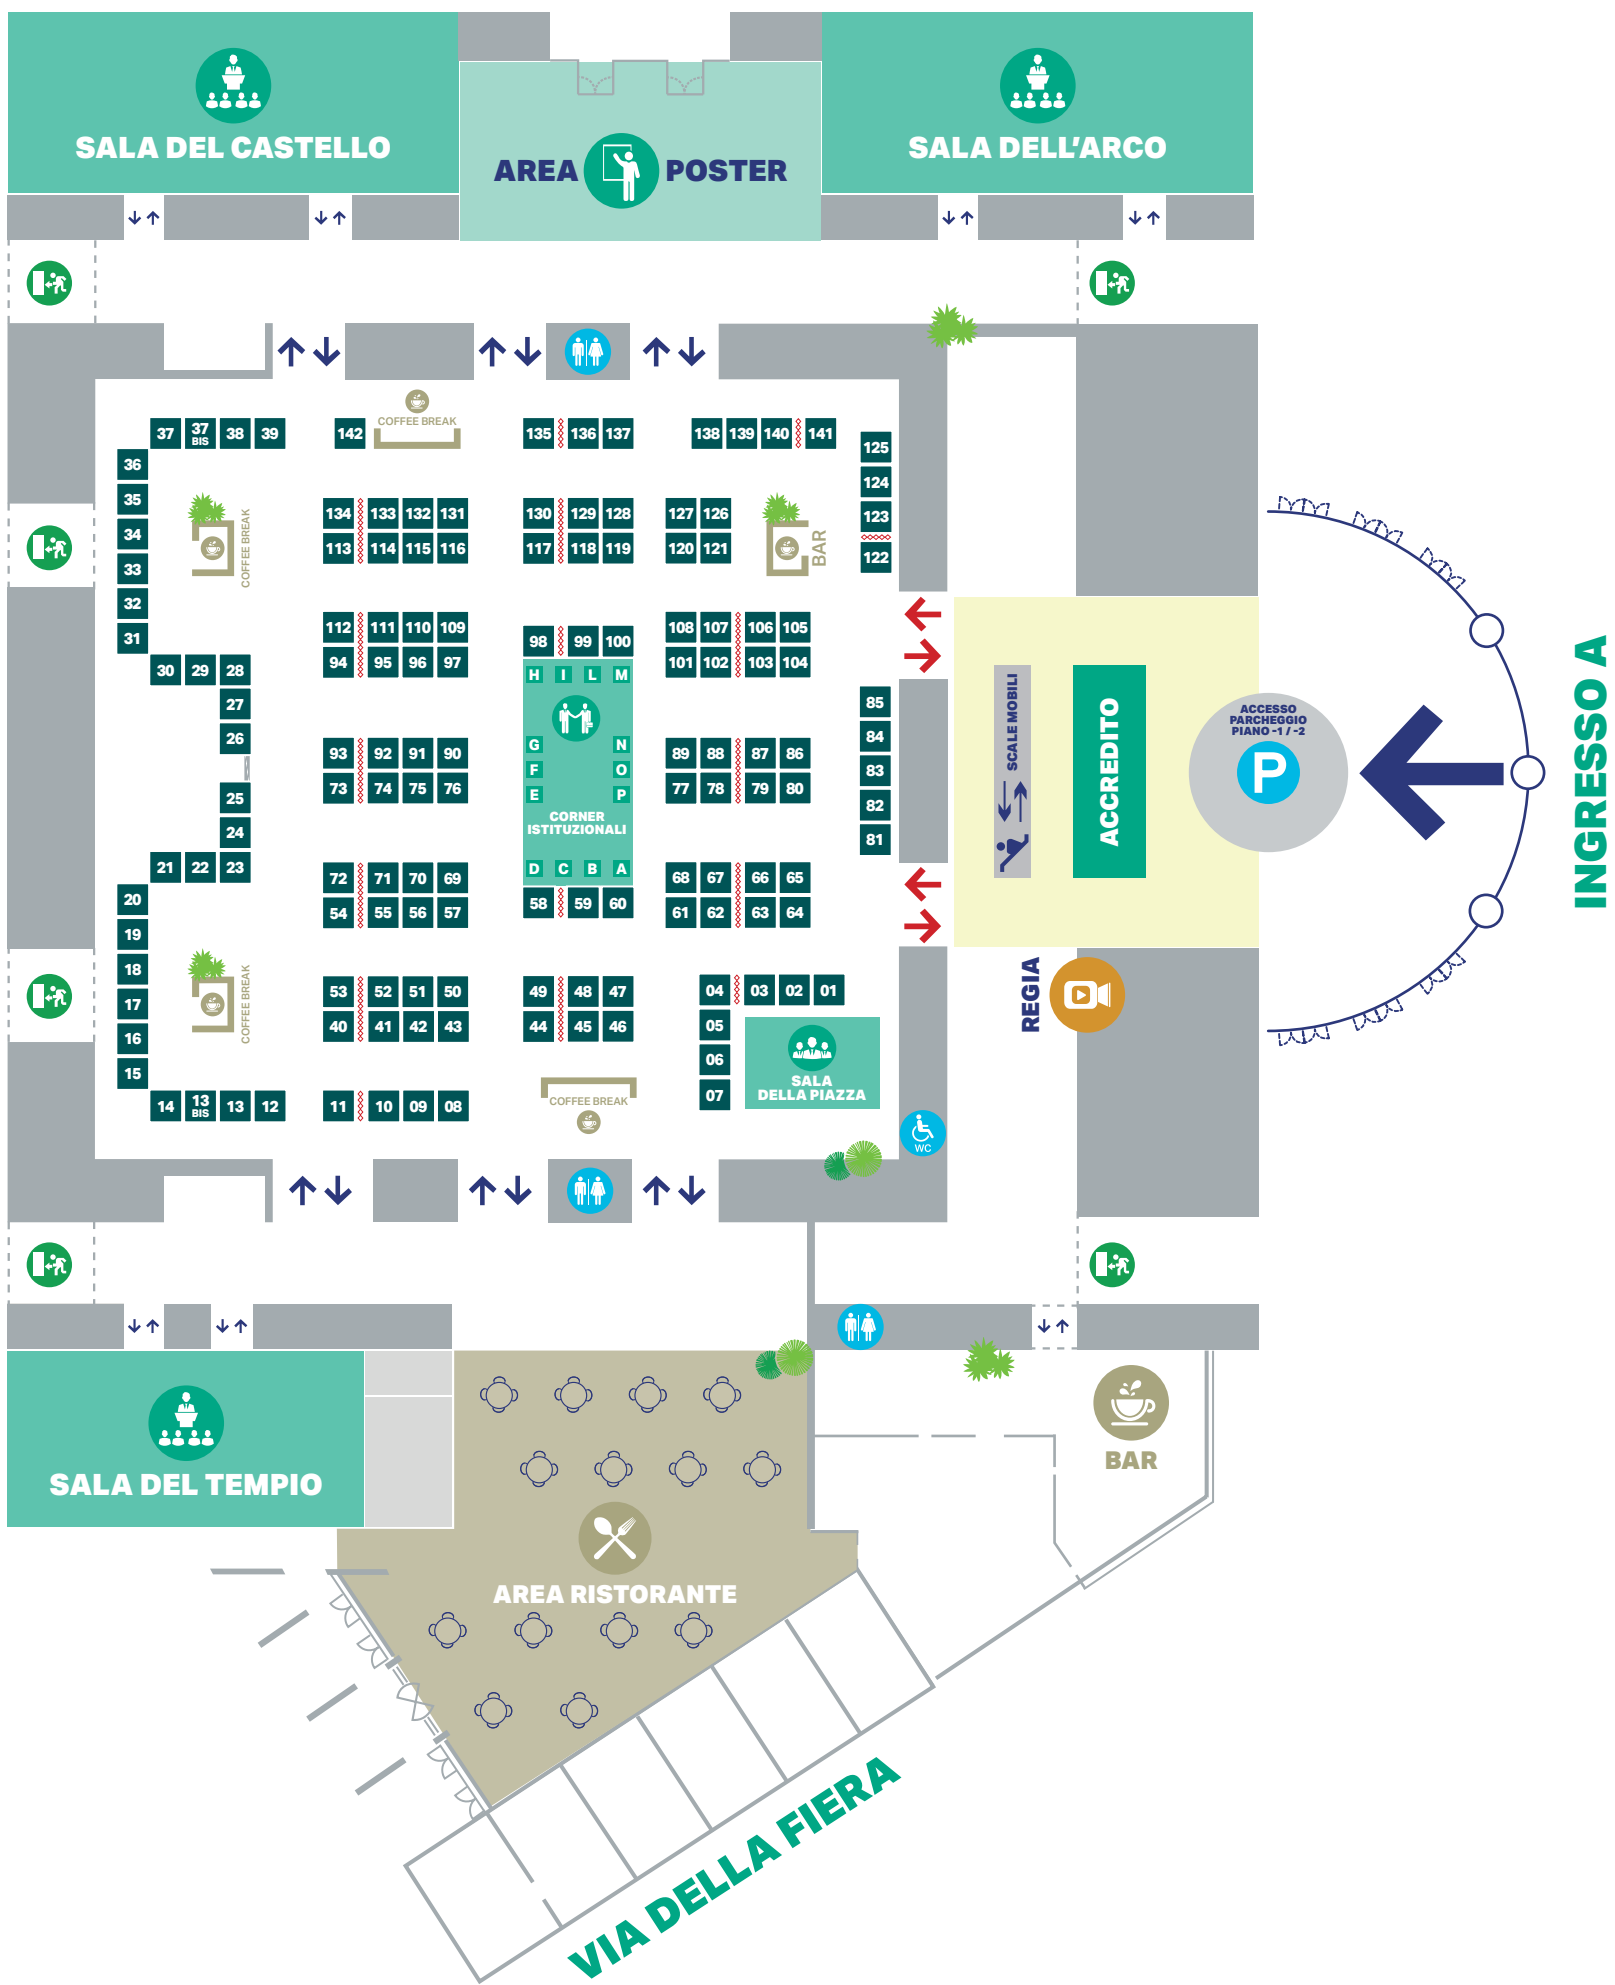 SALA DEL CASTELLO
AREA POSTER
SALA DELL'ARCO
COFFEE BREAK
37 37 BIS 38 39
142
135 136 137
138 139 140 141
125
124
123
122
36
35
34
33
32
31
COFFEE BREAK
134 133 132 131
113 114 115 116
130 129 128
117 118 119
127 126
120 121
BAR
112 111 110 109
94 95 96 97
98 99 100
108 107 106 105
101 102 103 104
30 29 28
27
26
25
24
21 22 23
H I L M
G N
F O
E P
CORNER
ISTITUZIONALI
D C B A
93 92 91 90
73 74 75 76
89 88 87 86
77 78 79 80
85
84
83
82
81
SCALE MOBILI
ACCREDITO
ACCESSO
PARCHEGGIO
PIANO -1 / -2
P
INGRESSO A
72 71 70 69
54 55 56 57
58 59 60
68 67 66 65
61 62 63 64
20
19
18
17
16
15
COFFEE BREAK
53 52 51 50
40 41 42 43
49 48 47
44 45 46
04 03 02 01
05
06
07
SALA
DELLA PIAZZA
REGIA
14 13 BIS 13 12
11 10 09 08
COFFEE BREAK
WC
SALA DEL TEMPIO
BAR
AREA RISTORANTE
VIA DELLA FIERA